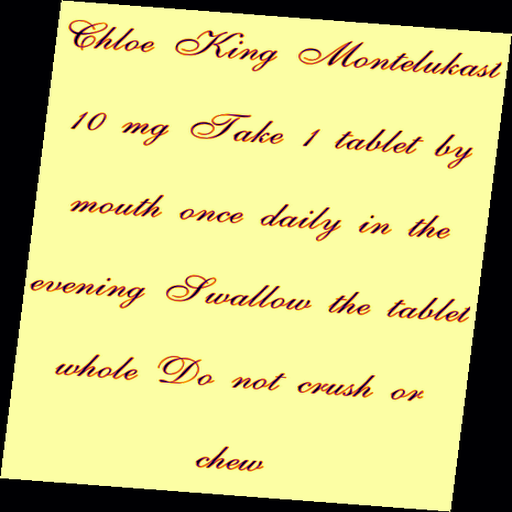 Chloe King Montelukast
10 mg Take 1 tablet by
mouth once daily in the
evening Swallow the tablet
whole Do not crush or
chew